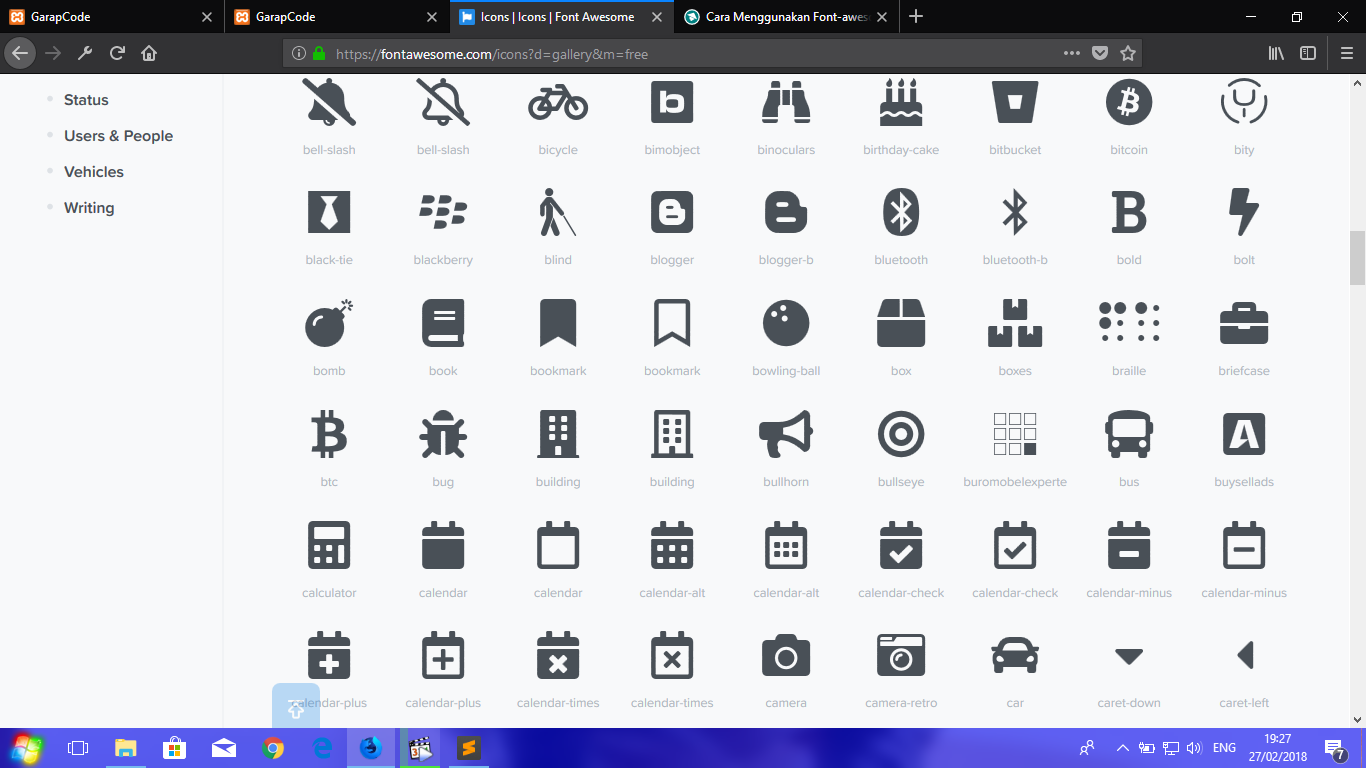 GarapCode
GarapCode
Icons | Icons | Font Awesome
Cara Menggunakan Font-awes
https://fontawesome.com/icons?d=gallery&m=free
Status
Users & People
Vehicles
Writing
bell-slash bell-slash bicycle bimobject binoculars birthday-cake bitbucket bitcoin bity
black-tie blackberry blind blogger blogger-b bluetooth bluetooth-b bold bolt
bomb book bookmark bookmark bowling-ball box boxes braille briefcase
btc bug building building bullhorn bullseye buromobelexperte bus buysellads
calculator calendar calendar calendar-alt calendar-alt calendar-check calendar-check calendar-minus calendar-minus
calendar-plus calendar-plus calendar-times calendar-times camera camera-retro car caret-down caret-left
ENG
19:27
27/02/2018
7